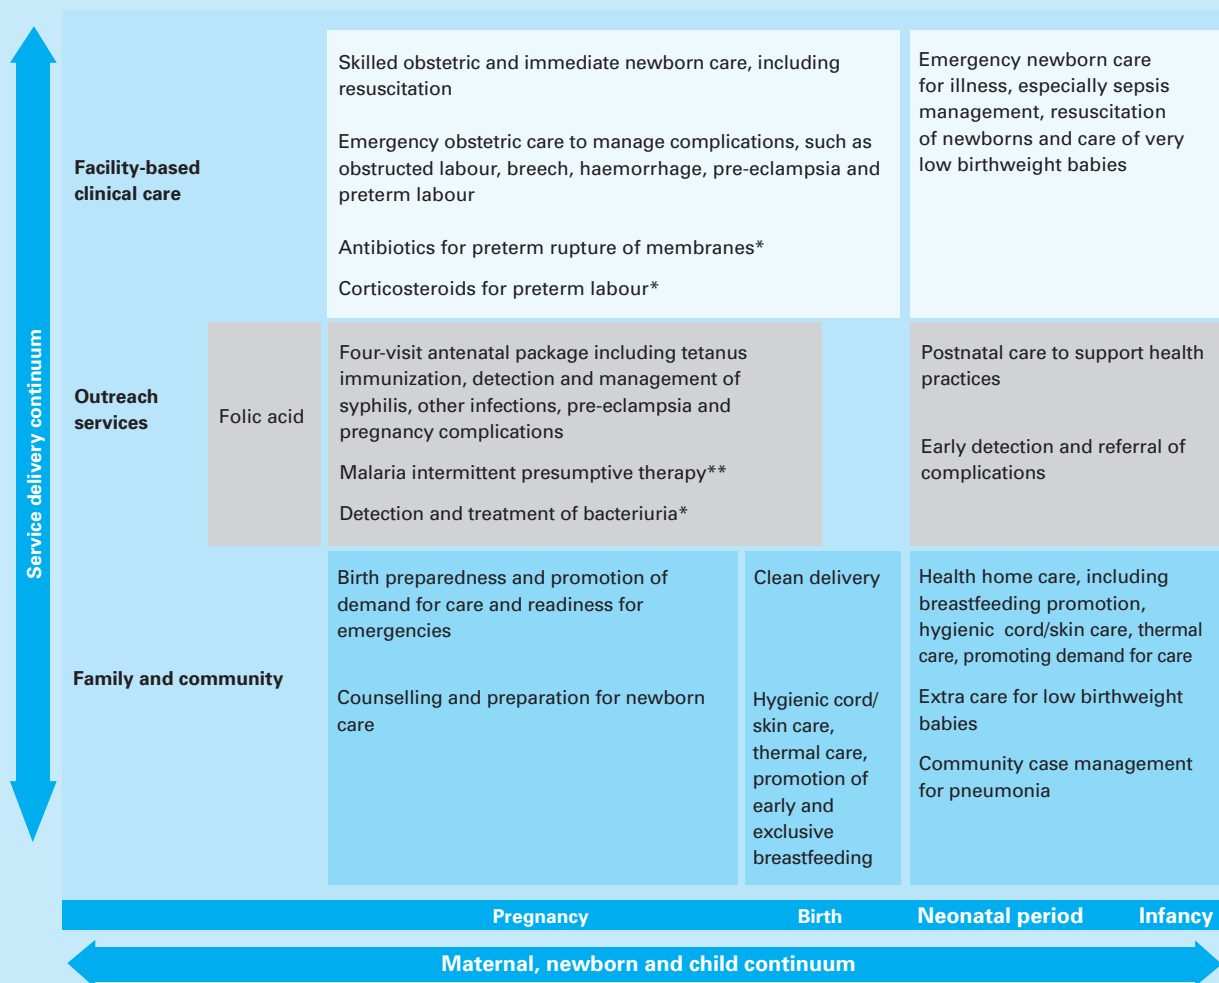 Service delivery continuum
Facility-based
clinical care
Skilled obstetric and immediate newborn care, including
resuscitation
Emergency obstetric care to manage complications, such as
obstructed labour, breech, haemorrhage, pre-eclampsia and
preterm labour
Antibiotics for preterm rupture of membranes*
Corticosteroids for preterm labour*
Emergency newborn care
for illness, especially sepsis
management, resuscitation
of newborns and care of very
low birthweight babies
Outreach
services
Folic acid
Four-visit antenatal package including tetanus
immunization, detection and management of
syphilis, other infections, pre-eclampsia and
pregnancy complications
Malaria intermittent presumptive therapy**
Detection and treatment of bacteriuria*
Postnatal care to support health
practices
Early detection and referral of
complications
Family and community
Birth preparedness and promotion of
demand for care and readiness for
emergencies
Counselling and preparation for newborn
care
Clean delivery
Hygienic cord/
skin care,
thermal care,
promotion of
early and
exclusive
breastfeeding
Health home care, including
breastfeeding promotion,
hygienic cord/skin care, thermal
care, promoting demand for care
Extra care for low birthweight
babies
Community case management
for pneumonia
Pregnancy
Birth
Neonatal period
Infancy
Maternal, newborn and child continuum